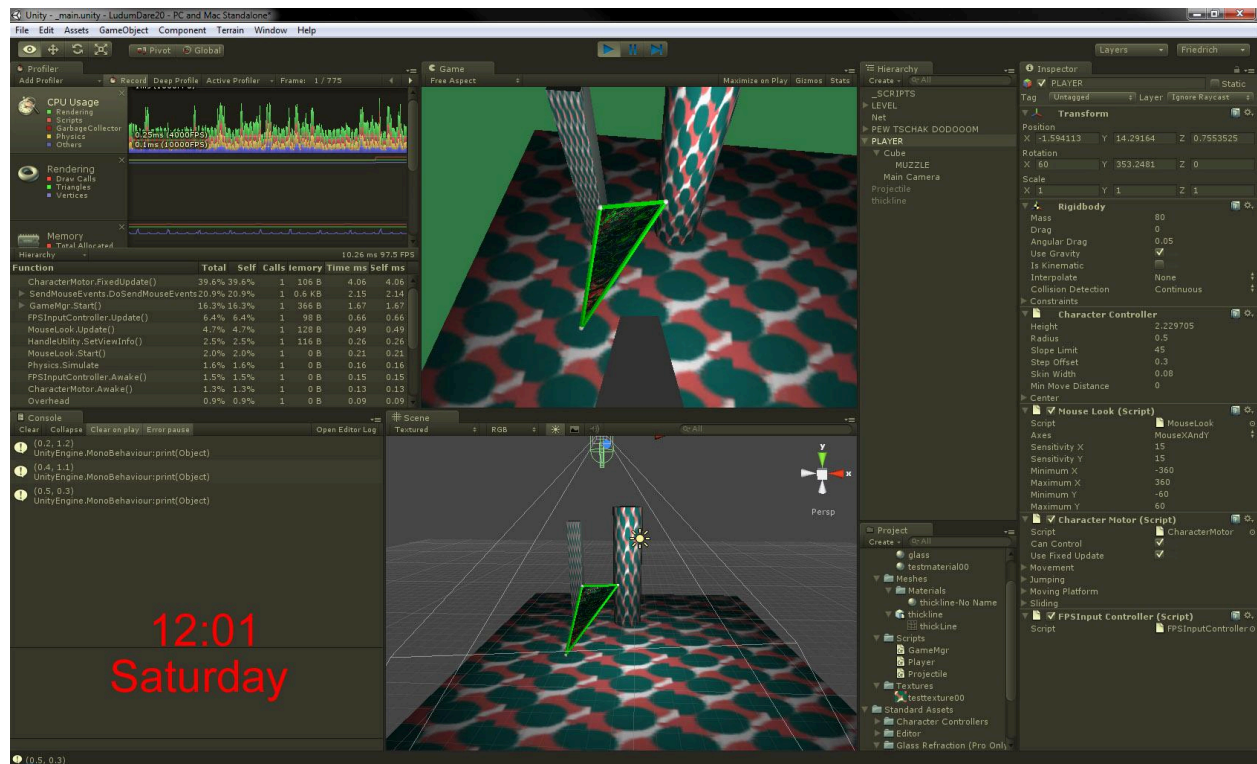 Unity - _main.unity - LudumDare20 - PC and Mac Standalone*
File Edit Assets GameObject Component Terrain Window Help
Pivot Global Layers Friedrich
Profiler
Add Profiler Record Deep Profile Active Profiler Frame: 1 / 775
CPU Usage
Rendering
Scripts
GarbageCollector
Physics
Others
0.25ms (4000FPS)
0.1ms (10000FPS)
Rendering
Draw Calls
Triangles
Vertices
Memory
Total Allocated
Hierarchy 10.26 ms 97.5 FPS
Function Total Self Calls Memory Time ms Self ms
CharacterMotor.FixedUpdate() 39.6% 39.6% 1 106 B 4.06 4.06
SendMouseEvents.DoSendMouseEvents 20.9% 20.9% 1 0.6 KB 2.15 2.14
GameMgr.Start() 16.3% 16.3% 1 366 B 1.67 1.67
FPSInputController.Update() 6.4% 6.4% 1 98 B 0.66 0.66
MouseLook.Update() 4.7% 4.7% 1 128 B 0.49 0.49
HandleUtility.SetViewInfo() 2.5% 2.5% 1 116 B 0.26 0.26
MouseLook.Start() 2.0% 2.0% 1 0 B 0.21 0.21
Physics.Simulate 1.6% 1.6% 1 0 B 0.16 0.16
FPSInputController.Awake() 1.5% 1.5% 1 0 B 0.15 0.15
CharacterMotor.Awake() 1.3% 1.3% 1 0 B 0.13 0.13
Overhead 0.9% 0.9% 1 0 B 0.09 0.09
Game
Free Aspect Maximize on Play Gizmos Stats
Console
Clear Collapse Clear on play Error pause Open Editor Log
(0.2, 1.2)
UnityEngine.MonoBehaviour:print(Object)
(0.4, 1.1)
UnityEngine.MonoBehaviour:print(Object)
(0.5, 0.3)
UnityEngine.MonoBehaviour:print(Object)
12:01
Saturday
Scene
Textured RGB All
y
x
Persp
Hierarchy
Create All
_SCRIPTS
LEVEL
Net
PEW TSCHAK DODOOOM
PLAYER
Cube
MUZZLE
Main Camera
Projectile
thickline
Project
Create All
glass
testmaterial00
Meshes
Materials
thickline-No Name
thickline
thickLine
Scripts
GameMgr
Player
Projectile
Textures
testtexture00
Standard Assets
Character Controllers
Editor
Glass Refraction (Pro Only
Inspector
PLAYER Static
Tag Untagged Layer Ignore Raycast
Transform
Position
X -1.594113 Y 14.29164 Z 0.7553525
Rotation
X 60 Y 353.2481 Z 0
Scale
X 1 Y 1 Z 1
Rigidbody
Mass 80
Drag 0
Angular Drag 0.05
Use Gravity
Is Kinematic
Interpolate None
Collision Detection Continuous
Constraints
Character Controller
Height 2.229705
Radius 0.5
Slope Limit 45
Step Offset 0.3
Skin Width 0.08
Min Move Distance 0
Center
Mouse Look (Script)
Script MouseLook
Axes MouseXAndY
Sensitivity X 15
Sensitivity Y 15
Minimum X -360
Maximum X 360
Minimum Y -60
Maximum Y 60
Character Motor (Script)
Script CharacterMotor
Can Control
Use Fixed Update
Movement
Jumping
Moving Platform
Sliding
FPSInput Controller (Script)
Script FPSInputController
(0.5, 0.3)